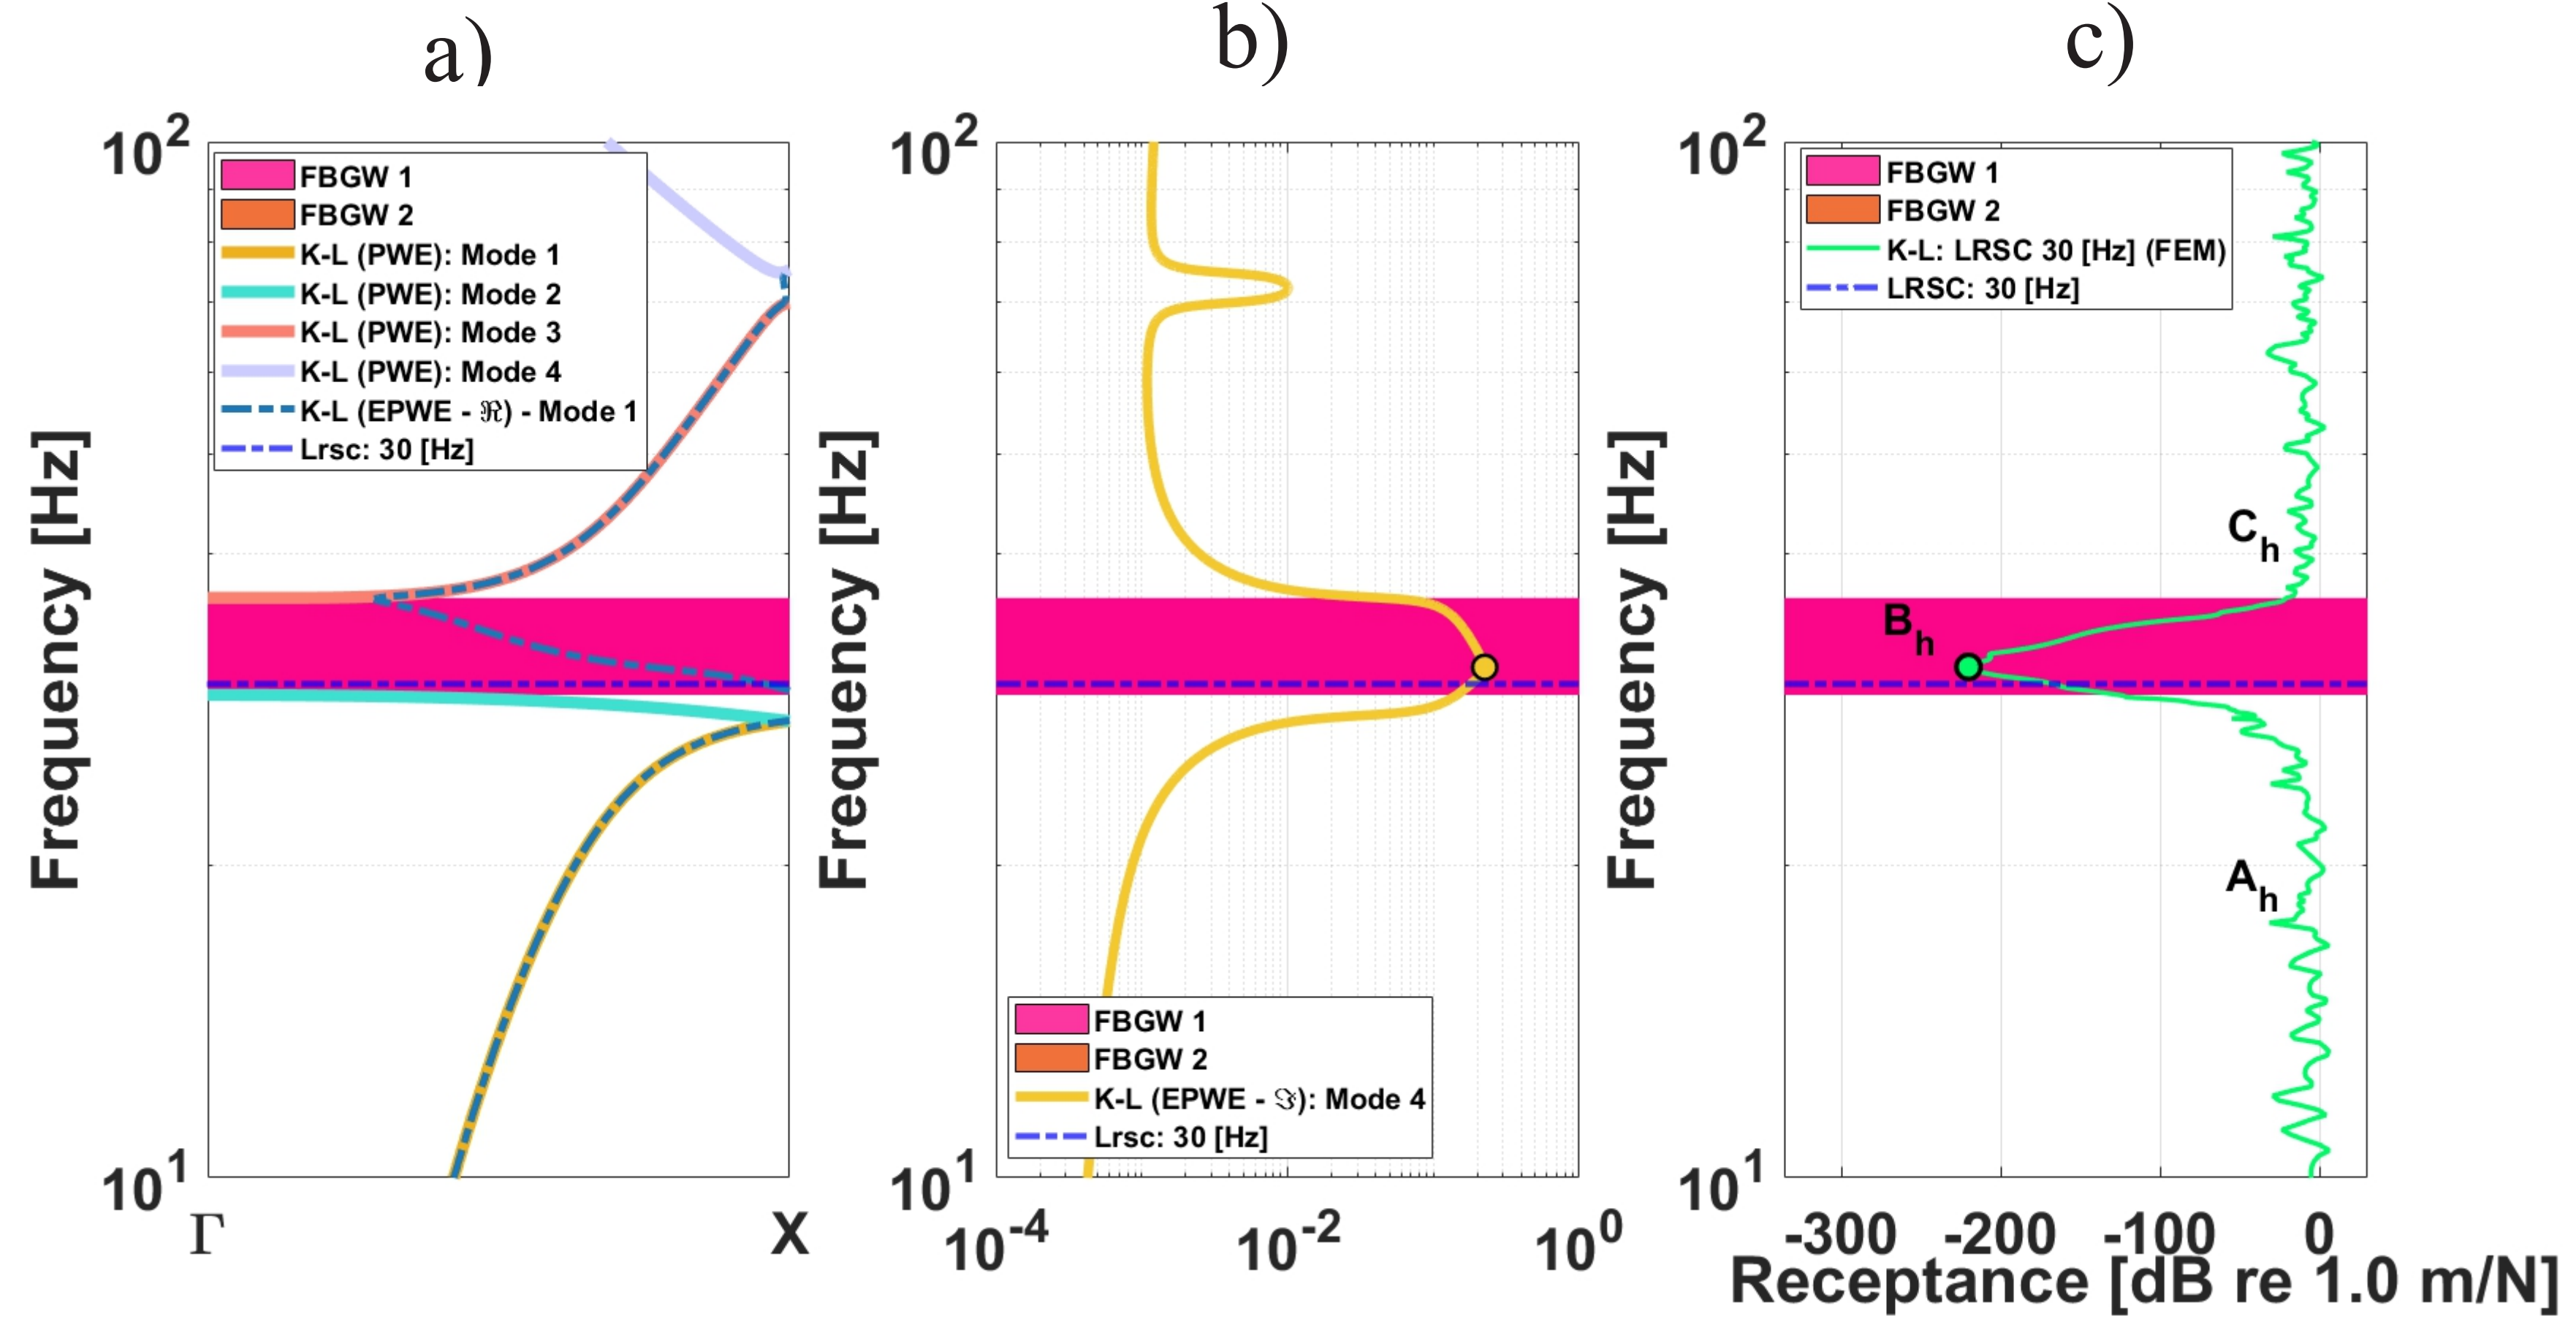 a)
b)
c)
10²
FBGW 1
FBGW 2
K-L (PWE): Mode 1
K-L (PWE): Mode 2
K-L (PWE): Mode 3
K-L (PWE): Mode 4
K-L (EPWE - ℜ) - Mode 1
Lrsc: 30 [Hz]
Frequency [Hz]
10¹
Γ
X
10²
Frequency [Hz]
FBGW 1
FBGW 2
K-L (EPWE - ℑ): Mode 4
Lrsc: 30 [Hz]
10¹
10⁻⁴
10⁻²
10⁰
10²
FBGW 1
FBGW 2
K-L: LRSC 30 [Hz] (FEM)
LRSC: 30 [Hz]
Frequency [Hz]
C_h
B_h
A_h
10¹
-300
-200
-100
0
Receptance [dB re 1.0 m/N]